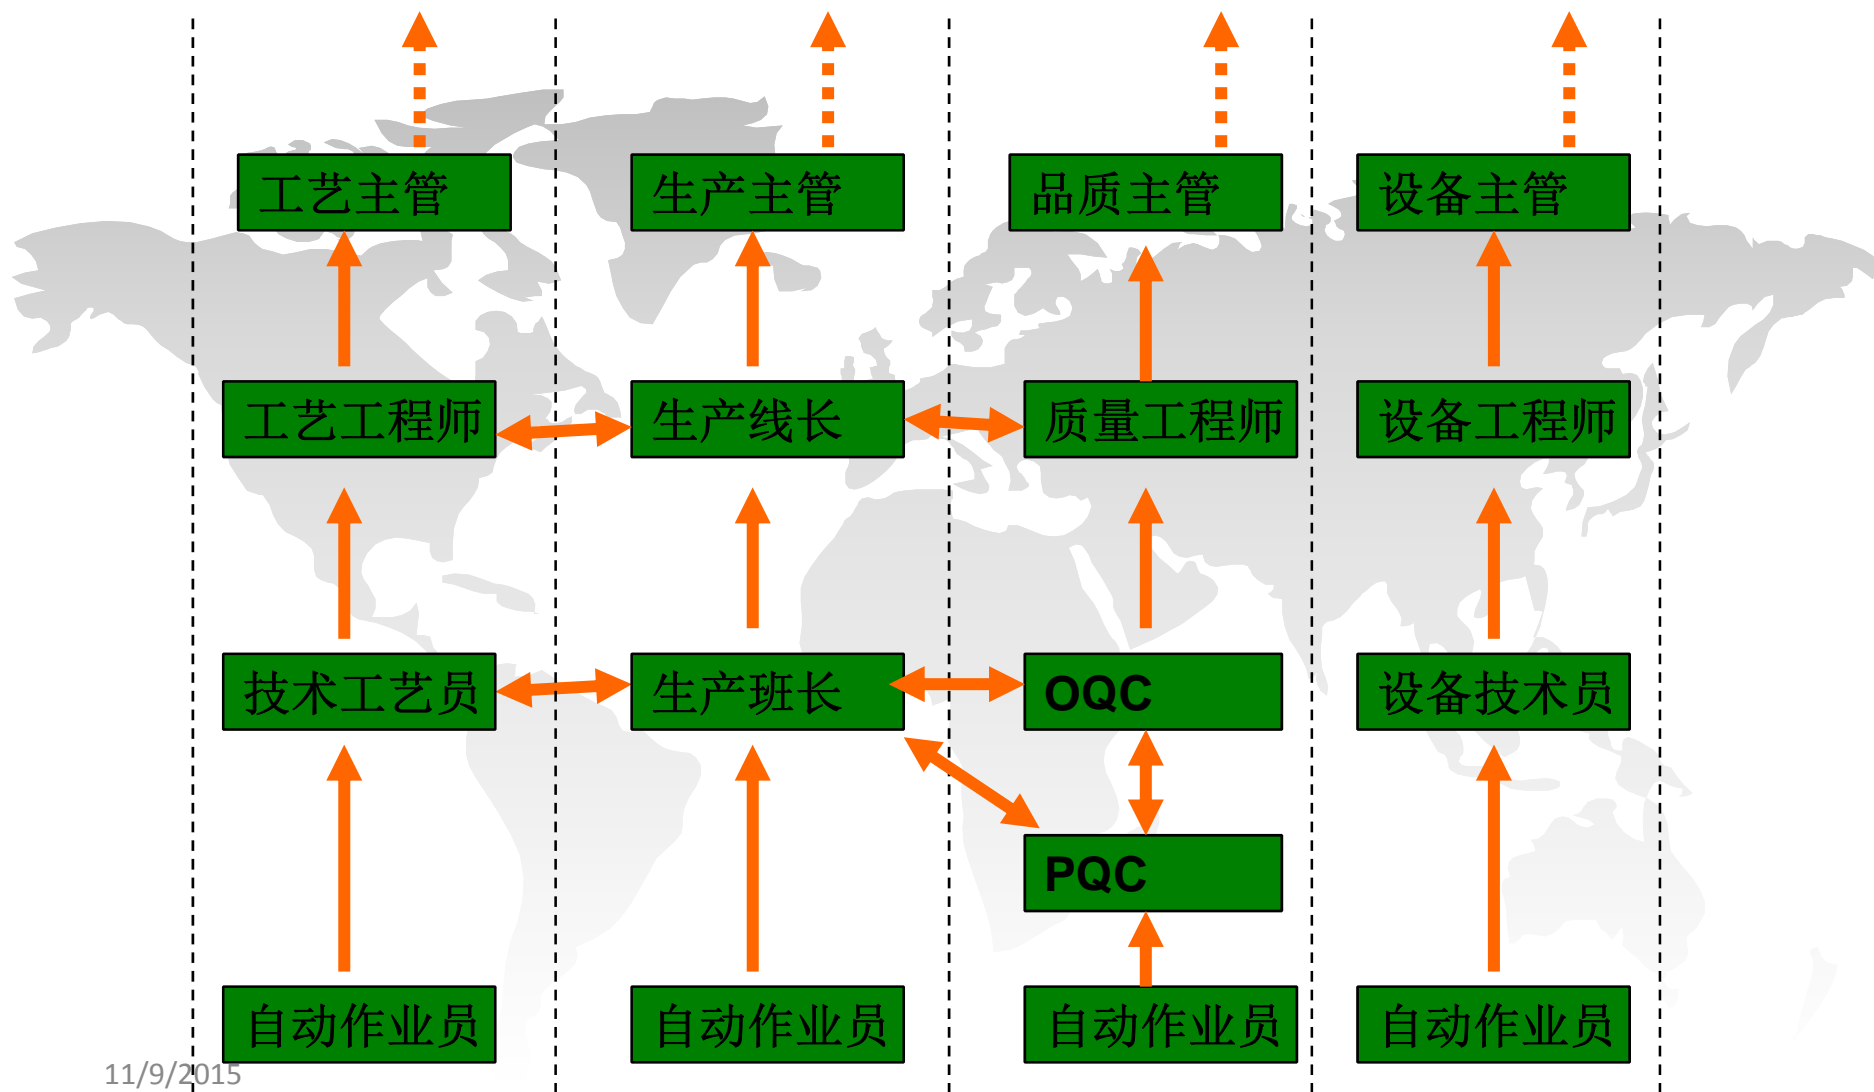 工艺主管
生产主管
品质主管
设备主管
工艺工程师
生产线长
质量工程师
设备工程师
技术工艺员
生产班长
OQC
设备技术员
PQC
自动作业员
自动作业员
自动作业员
自动作业员
11/9/2015